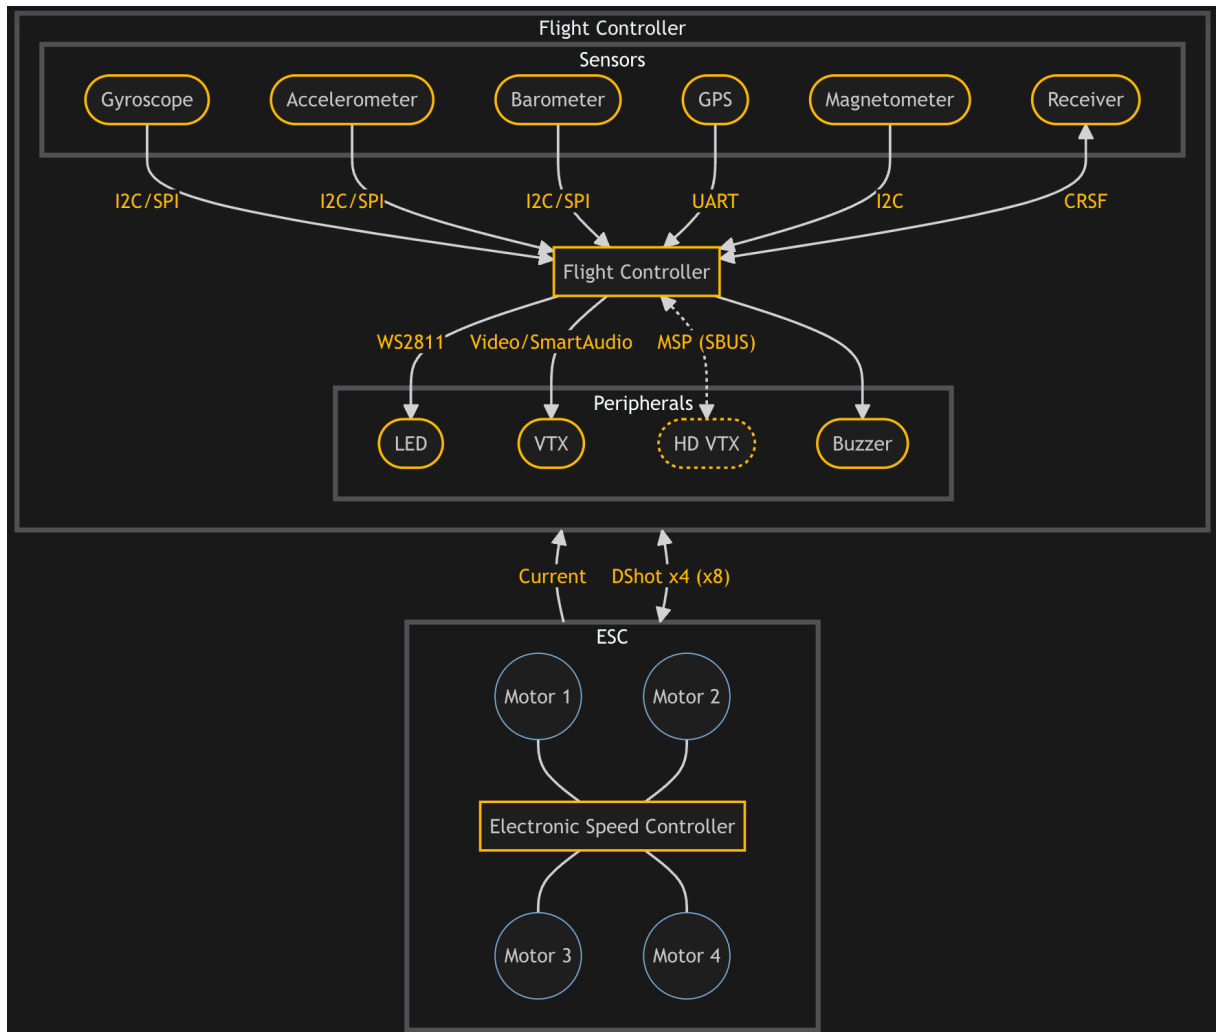 Flight Controller
Sensors
Gyroscope
Accelerometer
Barometer
GPS
Magnetometer
Receiver
I2C/SPI
I2C/SPI
I2C/SPI
UART
I2C
CRSF
Flight Controller
WS2811
Video/SmartAudio
MSP (SBUS)
Peripherals
LED
VTX
HD VTX
Buzzer
Current
DShot x4 (x8)
ESC
Motor 1
Motor 2
Electronic Speed Controller
Motor 3
Motor 4